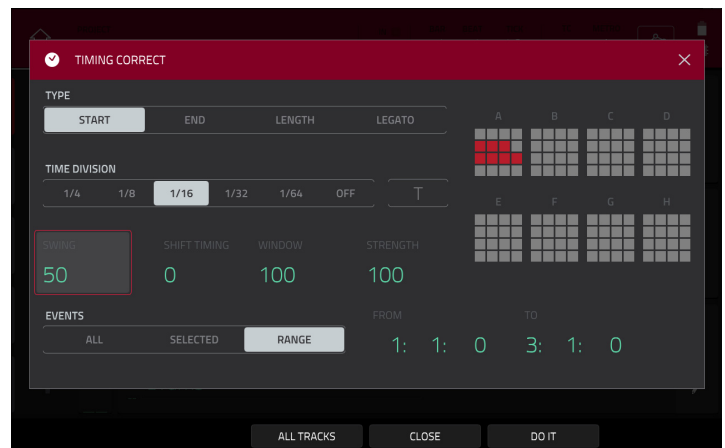 TIMING CORRECT
TYPE
START END LENGTH LEGATO
A B C D
TIME DIVISION
1/4 1/8 1/16 1/32 1/64 OFF T
E F G H
SWING SHIFT TIMING WINDOW STRENGTH
50 0 100 100
EVENTS FROM TO
ALL SELECTED RANGE 1: 1: 0 3: 1: 0
ALL TRACKS CLOSE DO IT